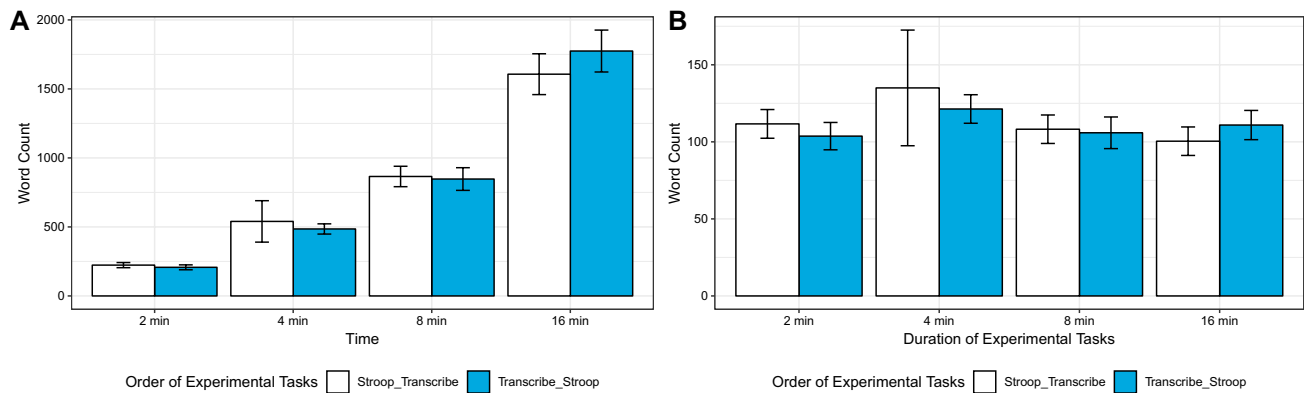 A
Word Count
2000
1500
1000
500
0
2 min
4 min
8 min
16 min
Time
Order of Experimental Tasks Stroop_Transcribe Transcribe_Stroop
B
Word Count
150
100
50
0
2 min
4 min
8 min
16 min
Duration of Experimental Tasks
Order of Experimental Tasks Stroop_Transcribe Transcribe_Stroop